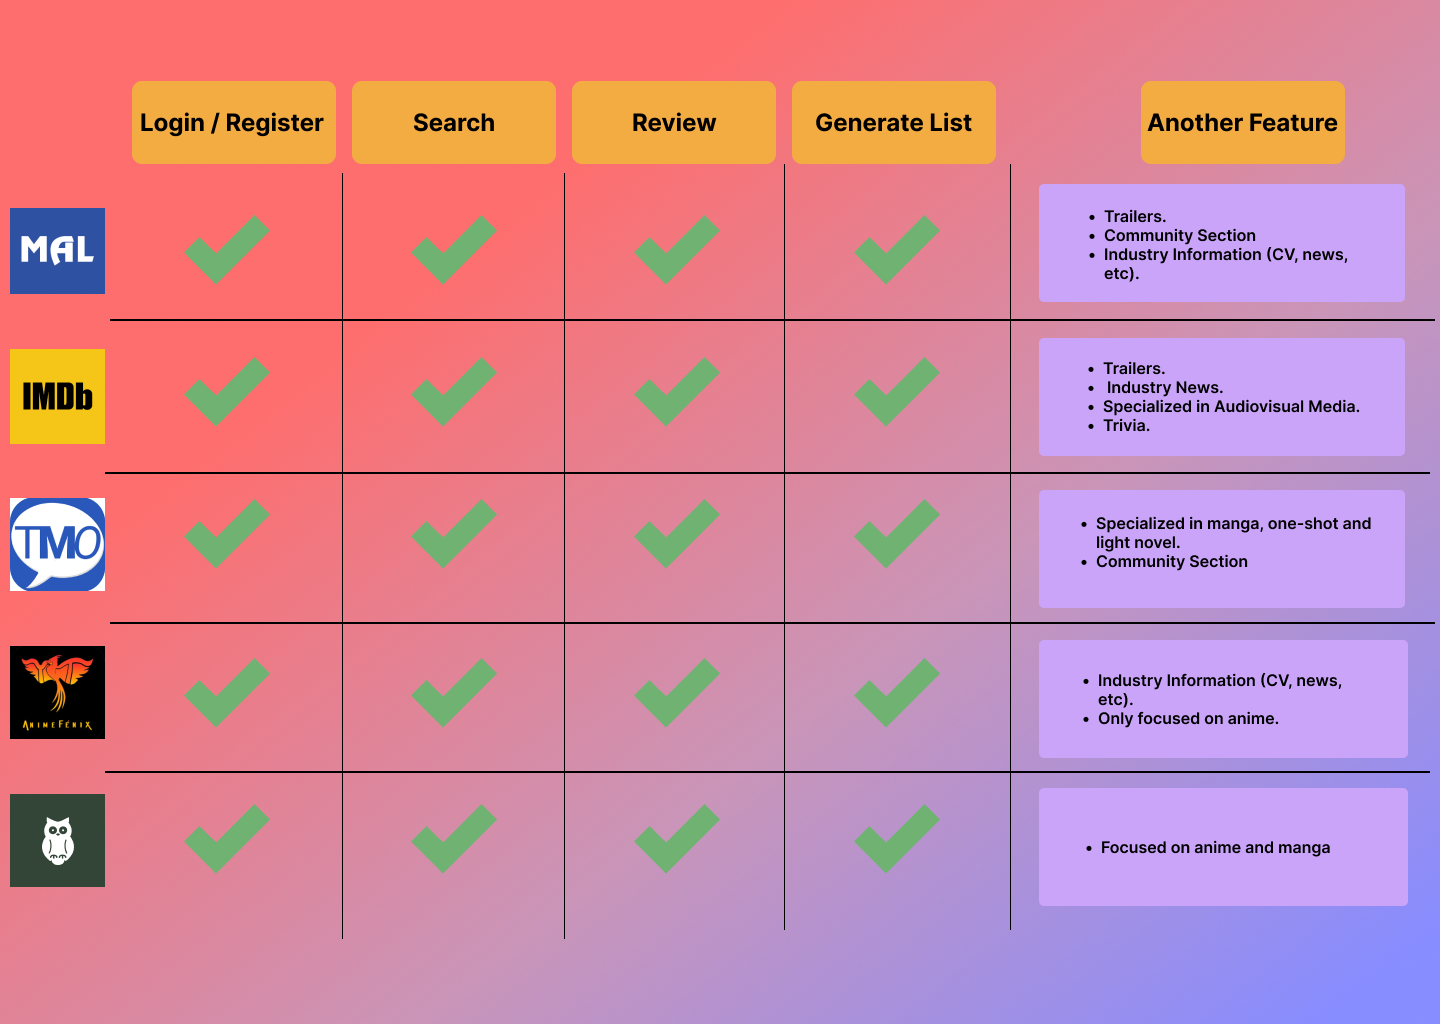 Login / Register
Search
Review
Generate List
Another Feature
MAL
• Trailers.
• Community Section
• Industry Information (CV, news,
etc).
IMDb
• Trailers.
• Industry News.
• Specialized in Audiovisual Media.
• Trivia.
TMO
• Specialized in manga, one-shot and
light novel.
• Community Section
AnimeFénix
• Industry Information (CV, news,
etc).
• Only focused on anime.
• Focused on anime and manga